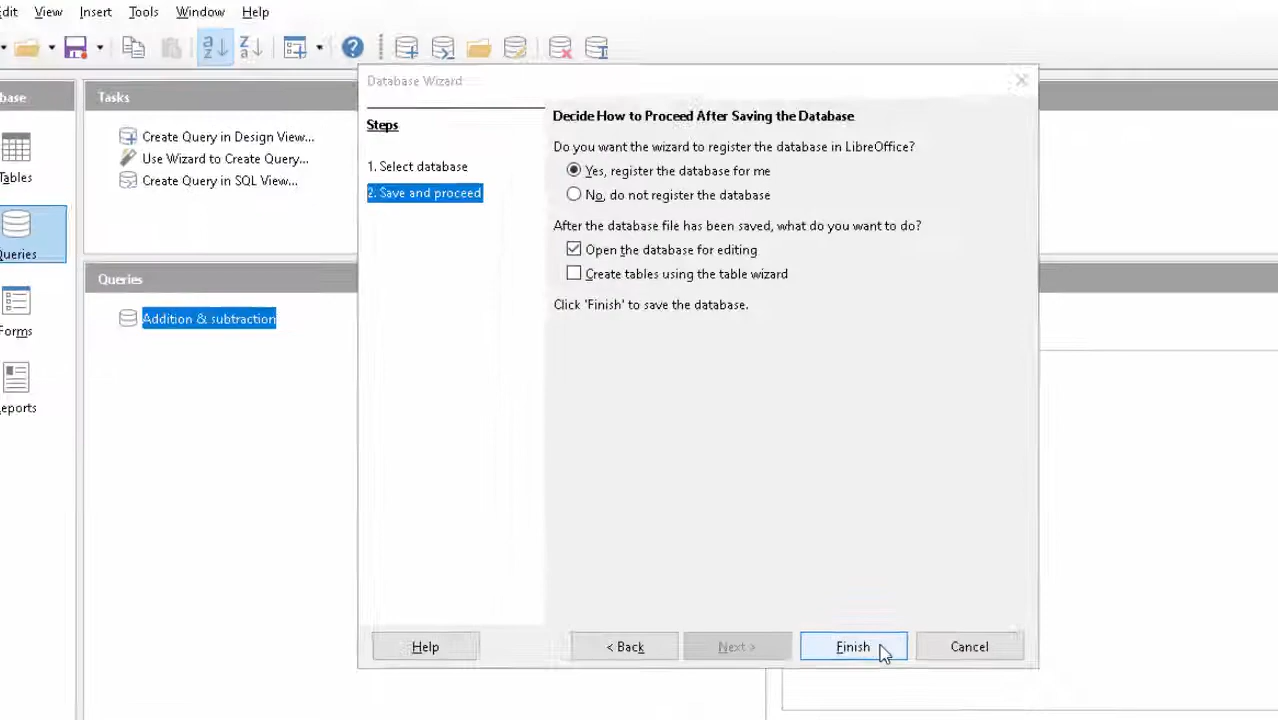 dit View Insert Tools Window Help
Database Wizard
base
Tables
Queries
Forms
eports
Tasks
Create Query in Design View...
Use Wizard to Create Query...
Create Query in SQL View...
Queries
Addition & subtraction
Steps
1. Select database
2. Save and proceed
Decide How to Proceed After Saving the Database
Do you want the wizard to register the database in LibreOffice?
Yes, register the database for me
No, do not register the database
After the database file has been saved, what do you want to do?
Open the database for editing
Create tables using the table wizard
Click 'Finish' to save the database.
Help
< Back
Next >
Finish
Cancel